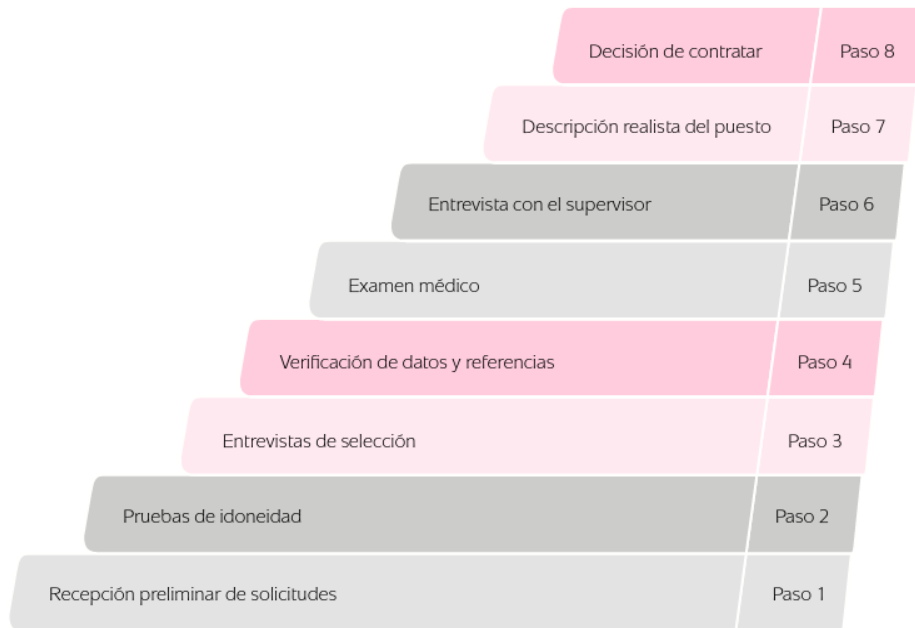 Decisión de contratar Paso 8
Descripción realista del puesto Paso 7
Entrevista con el supervisor Paso 6
Examen médico Paso 5
Verificación de datos y referencias Paso 4
Entrevistas de selección Paso 3
Pruebas de idoneidad Paso 2
Recepción preliminar de solicitudes Paso 1